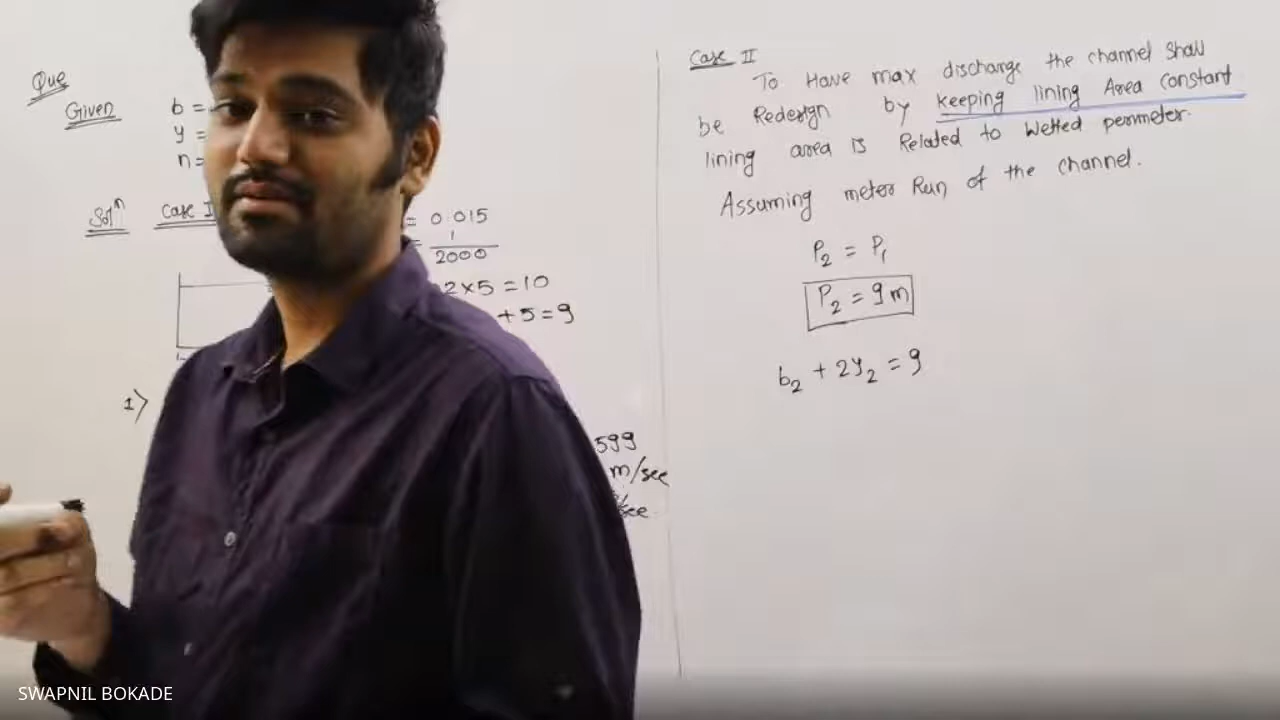 Que
Given b =
y =
n =
Solⁿ Case I = 0.015
= 1/2000
2×5 = 10
+ 5 = 9
1)
599
m/sec
/sec
Case II
To Have max discharge the channel shall
be Redesign by keeping lining Area constant
lining area is Related to Wetted perimeter.
Assuming meter Run of the channel.
P₂ = P₁
P₂ = 9 m
b₂ + 2y₂ = 9
SWAPNIL BOKADE